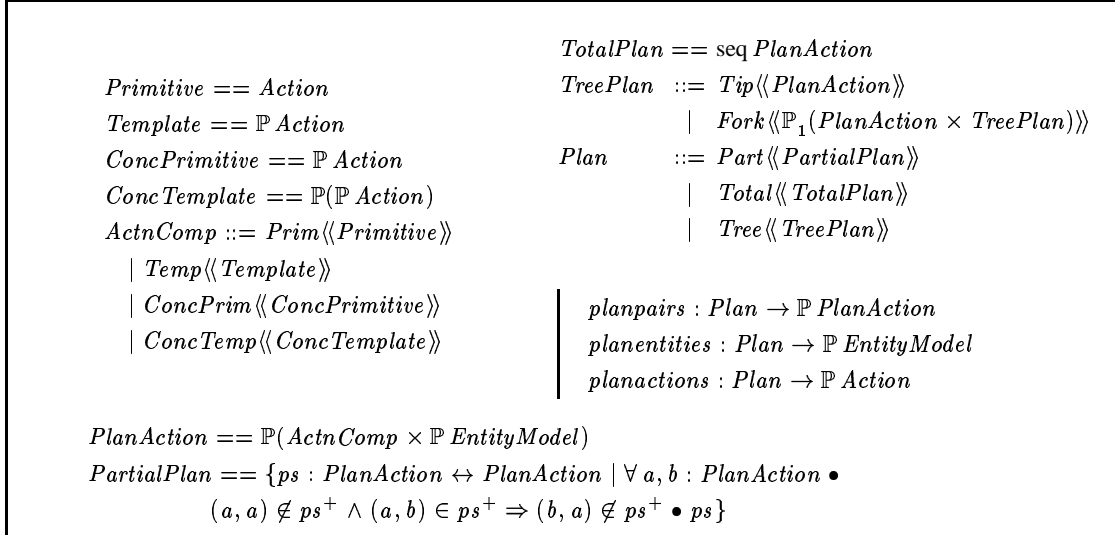 Primitive == Action
Template == ℙ Action
ConcPrimitive == ℙ Action
ConcTemplate == ℙ(ℙ Action)
ActnComp ::= Prim⟪Primitive⟫
| Temp⟪Template⟫
| ConcPrim⟪ConcPrimitive⟫
| ConcTemp⟪ConcTemplate⟫
TotalPlan == seq PlanAction
TreePlan ::= Tip⟪PlanAction⟫
| Fork⟪ℙ₁(PlanAction × TreePlan)⟫
Plan ::= Part⟪PartialPlan⟫
| Total⟪TotalPlan⟫
| Tree⟪TreePlan⟫
planpairs : Plan → ℙ PlanAction
planentities : Plan → ℙ EntityModel
planactions : Plan → ℙ Action
PlanAction == ℙ(ActnComp × ℙ EntityModel)
PartialPlan == {ps : PlanAction ↔ PlanAction | ∀ a, b : PlanAction •
(a, a) ∉ ps⁺ ∧ (a, b) ∈ ps⁺ ⇒ (b, a) ∉ ps⁺ • ps}